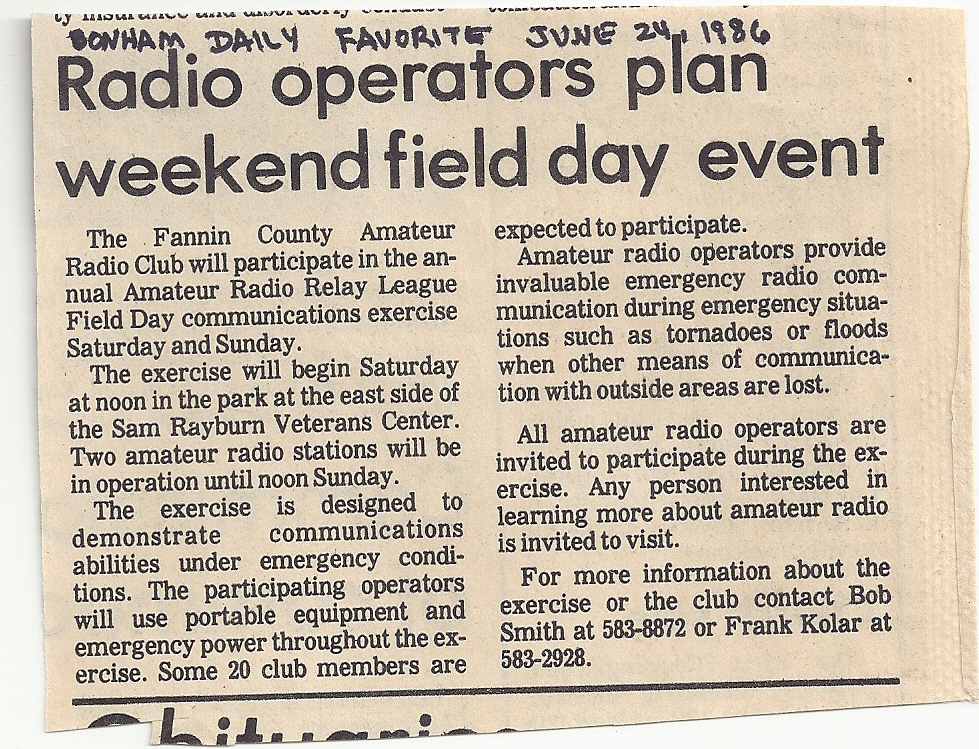 ty insurance and disorderly conduct
BONHAM DAILY FAVORITE JUNE 24, 1986
Radio operators plan
weekend field day event
The Fannin County Amateur
Radio Club will participate in the an-
nual Amateur Radio Relay League
Field Day communications exercise
Saturday and Sunday.
The exercise will begin Saturday
at noon in the park at the east side of
the Sam Rayburn Veterans Center.
Two amateur radio stations will be
in operation until noon Sunday.
The exercise is designed to
demonstrate communications
abilities under emergency condi-
tions. The participating operators
will use portable equipment and
emergency power throughout the ex-
ercise. Some 20 club members are
expected to participate.
Amateur radio operators provide
invaluable emergency radio com-
munication during emergency situa-
tions such as tornadoes or floods
when other means of communica-
tion with outside areas are lost.
All amateur radio operators are
invited to participate during the ex-
ercise. Any person interested in
learning more about amateur radio
is invited to visit.
For more information about the
exercise or the club contact Bob
Smith at 583-8872 or Frank Kolar at
583-2928.
Obituaries